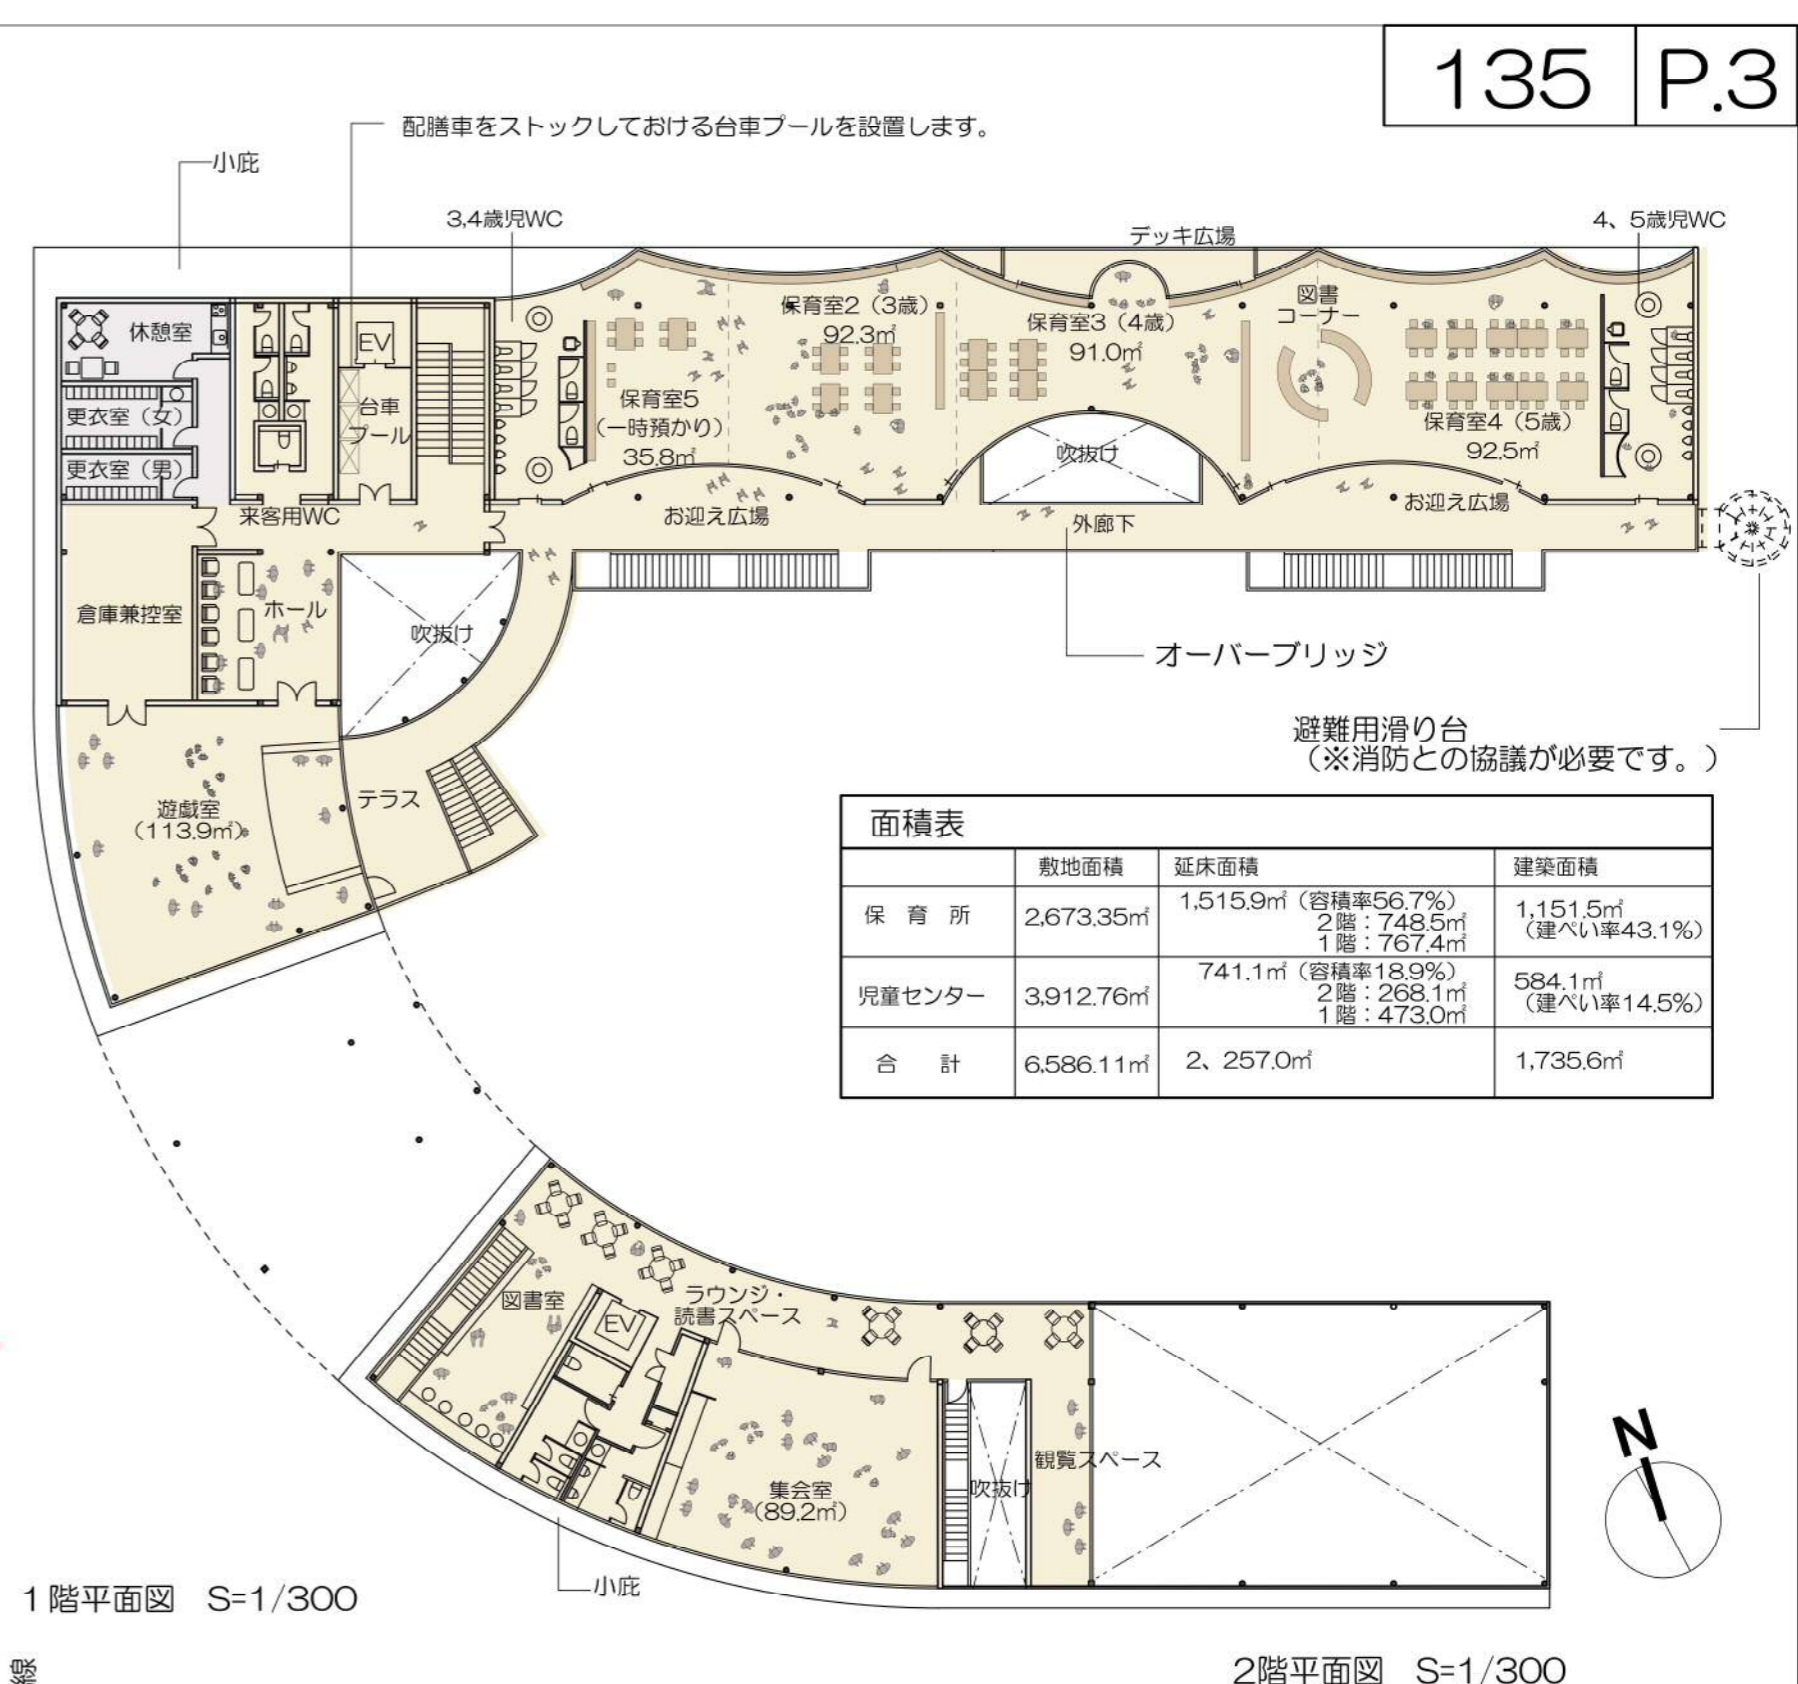 135 P.3
配膳車をストックしておける台車プールを設置します。
小庇
3,4歳児WC
デッキ広場
4、5歳児WC
休憩室
EV
保育室2（3歳）
92.3㎡
保育室3（4歳）
91.0㎡
図書
コーナー
更衣室（女）
台車
プール
保育室5
（一時預かり）
35.8㎡
保育室4（5歳）
92.5㎡
更衣室（男）
吹抜け
来客用WC
お迎え広場
外廊下
お迎え広場
倉庫兼控室
ホール
吹抜け
オーバーブリッジ
避難用滑り台
（※消防との協議が必要です。）
遊戯室
（113.9㎡）
テラス
面積表
敷地面積 延床面積 建築面積
保育所 2,673.35㎡ 1,515.9㎡（容積率56.7%） 1,151.5㎡
2階：748.5㎡ （建ぺい率43.1%）
1階：767.4㎡
児童センター 3,912.76㎡ 741.1㎡（容積率18.9%） 584.1㎡
2階：268.1㎡ （建ぺい率14.5%）
1階：473.0㎡
合計 6,586.11㎡ 2、257.0㎡ 1,735.6㎡
図書室
EV
ラウンジ・
読書スペース
集会室
（89.2㎡）
吹抜け
観覧スペース
N
小庇
1階平面図 S=1/300
線
2階平面図 S=1/300